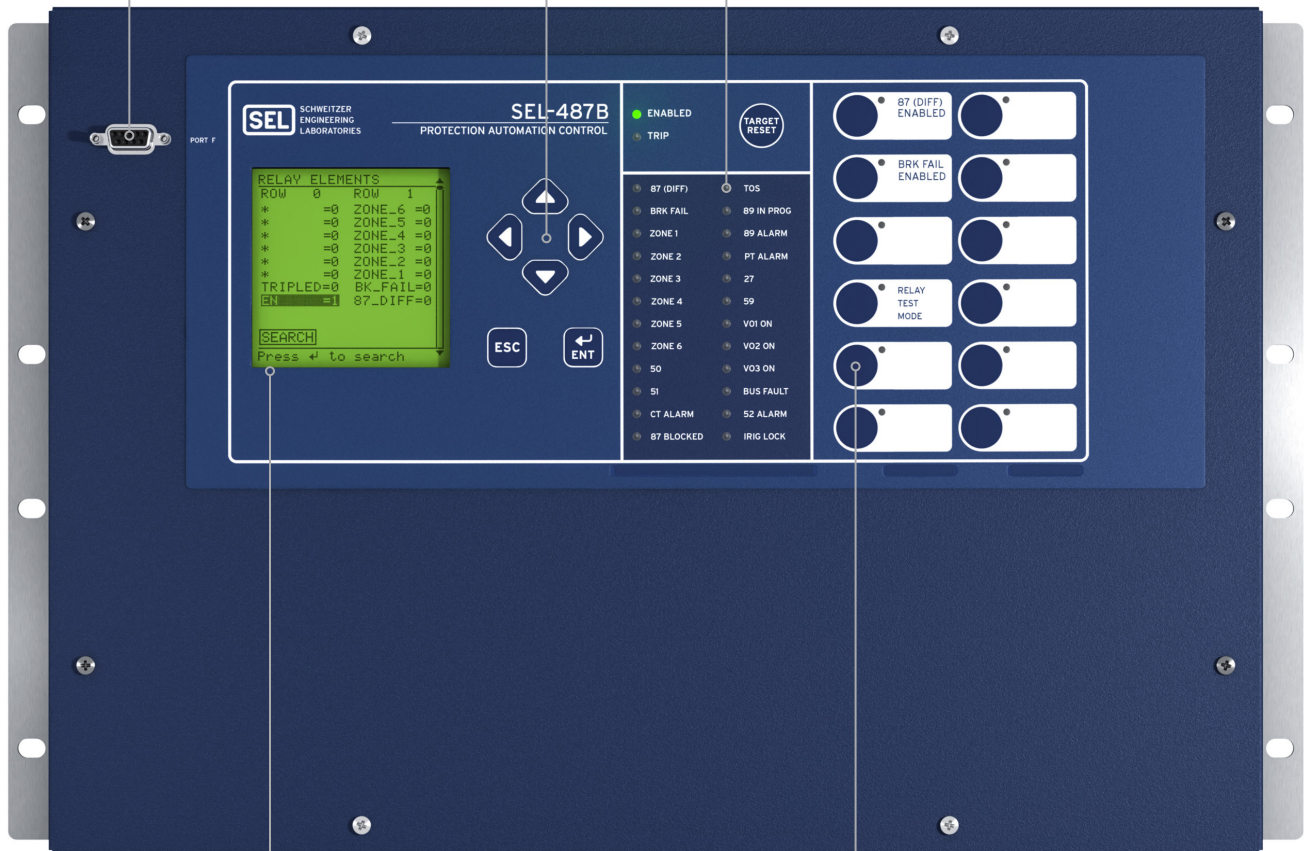 PORT F
SEL
SCHWEITZER
ENGINEERING
LABORATORIES
SEL-487B
PROTECTION AUTOMATION CONTROL
RELAY ELEMENTS
ROW 0 ROW 1
* =0 ZONE_6 =0
* =0 ZONE_5 =0
* =0 ZONE_4 =0
* =0 ZONE_3 =0
* =0 ZONE_2 =0
* =0 ZONE_1 =0
TRIPLED=0 BK_FAIL=0
EN =1 87_DIFF=0
SEARCH
Press ↵ to search
ESC
ENT
ENABLED
TRIP
TARGET
RESET
87 (DIFF)
BRK FAIL
ZONE 1
ZONE 2
ZONE 3
ZONE 4
ZONE 5
ZONE 6
50
51
CT ALARM
87 BLOCKED
TOS
89 IN PROG
89 ALARM
PT ALARM
27
59
VO1 ON
VO2 ON
VO3 ON
BUS FAULT
52 ALARM
IRIG LOCK
87 (DIFF)
ENABLED
BRK FAIL
ENABLED
RELAY
TEST
MODE